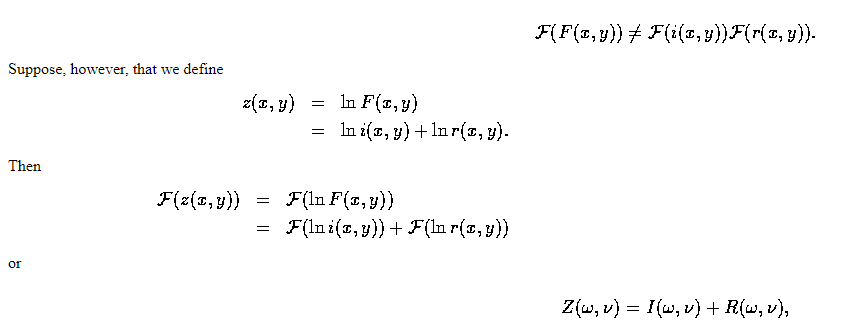 ℱ(F(x, y)) ≠ ℱ(i(x, y))ℱ(r(x, y)).
Suppose, however, that we define
z(x, y) = ln F(x, y)
= ln i(x, y) + ln r(x, y).
Then
ℱ(z(x, y)) = ℱ(ln F(x, y))
= ℱ(ln i(x, y)) + ℱ(ln r(x, y))
or
Z(ω, ν) = I(ω, ν) + R(ω, ν),